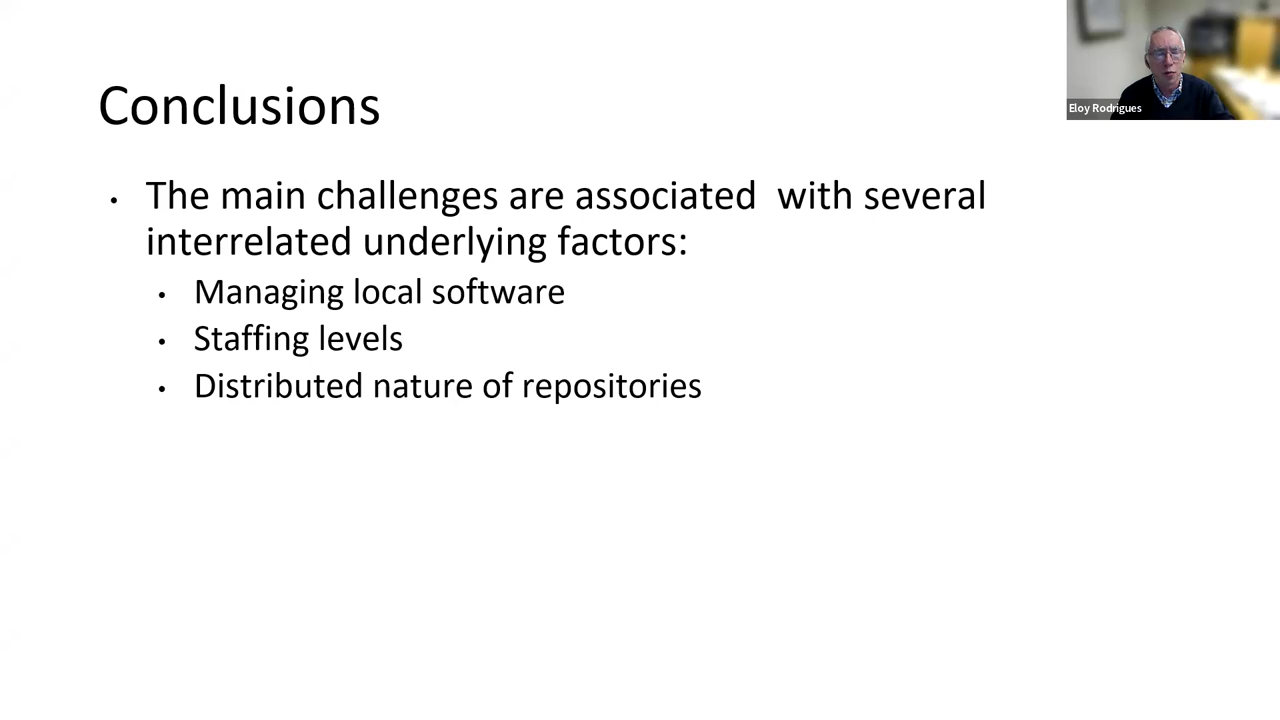 Conclusions
• The main challenges are associated  with several
interrelated underlying factors:
• Managing local software
• Staffing levels
• Distributed nature of repositories
Eloy Rodrigues